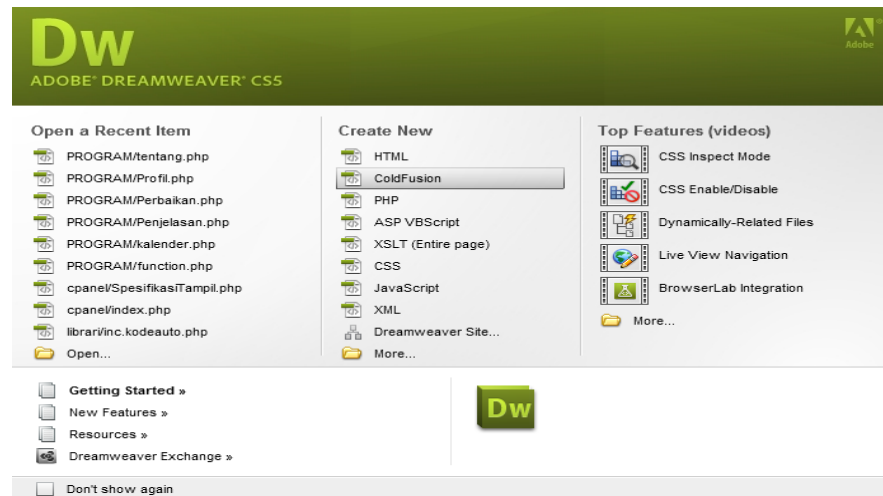 Dw
ADOBE® DREAMWEAVER® CS5
Adobe®
Open a Recent Item
PROGRAM/tentang.php
PROGRAM/Profil.php
PROGRAM/Perbaikan.php
PROGRAM/Penjelasan.php
PROGRAM/kalender.php
PROGRAM/function.php
cpanel/SpesifikasiTampil.php
cpanel/index.php
librari/inc.kodeauto.php
Open...
Create New
HTML
ColdFusion
PHP
ASP VBScript
XSLT (Entire page)
CSS
JavaScript
XML
Dreamweaver Site...
More...
Top Features (videos)
CSS Inspect Mode
CSS Enable/Disable
Dynamically-Related Files
Live View Navigation
BrowserLab Integration
More...
Getting Started »
New Features »
Resources »
Dreamweaver Exchange »
Dw
Don't show again